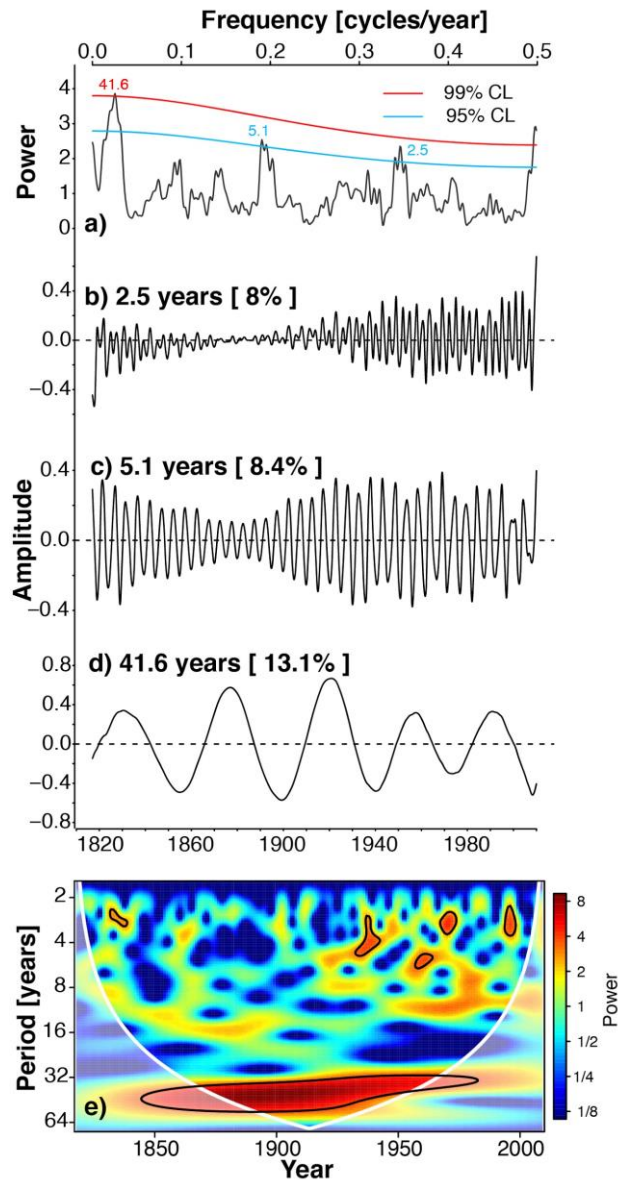 Frequency [cycles/year]
0.0 0.1 0.2 0.3 0.4 0.5
4
3
2
1
0
Power
41.6
5.1
2.5
99% CL
95% CL
a)
b) 2.5 years [ 8% ]
0.4
0.0
−0.4
c) 5.1 years [ 8.4% ]
0.4
0.0
−0.4
Amplitude
d) 41.6 years [ 13.1% ]
0.8
0.4
0.0
−0.4
−0.8
1820 1860 1900 1940 1980
2
4
8
16
32
64
Period [years]
e)
1850 1900 1950 2000
Year
8
4
2
1
1/2
1/4
1/8
Power